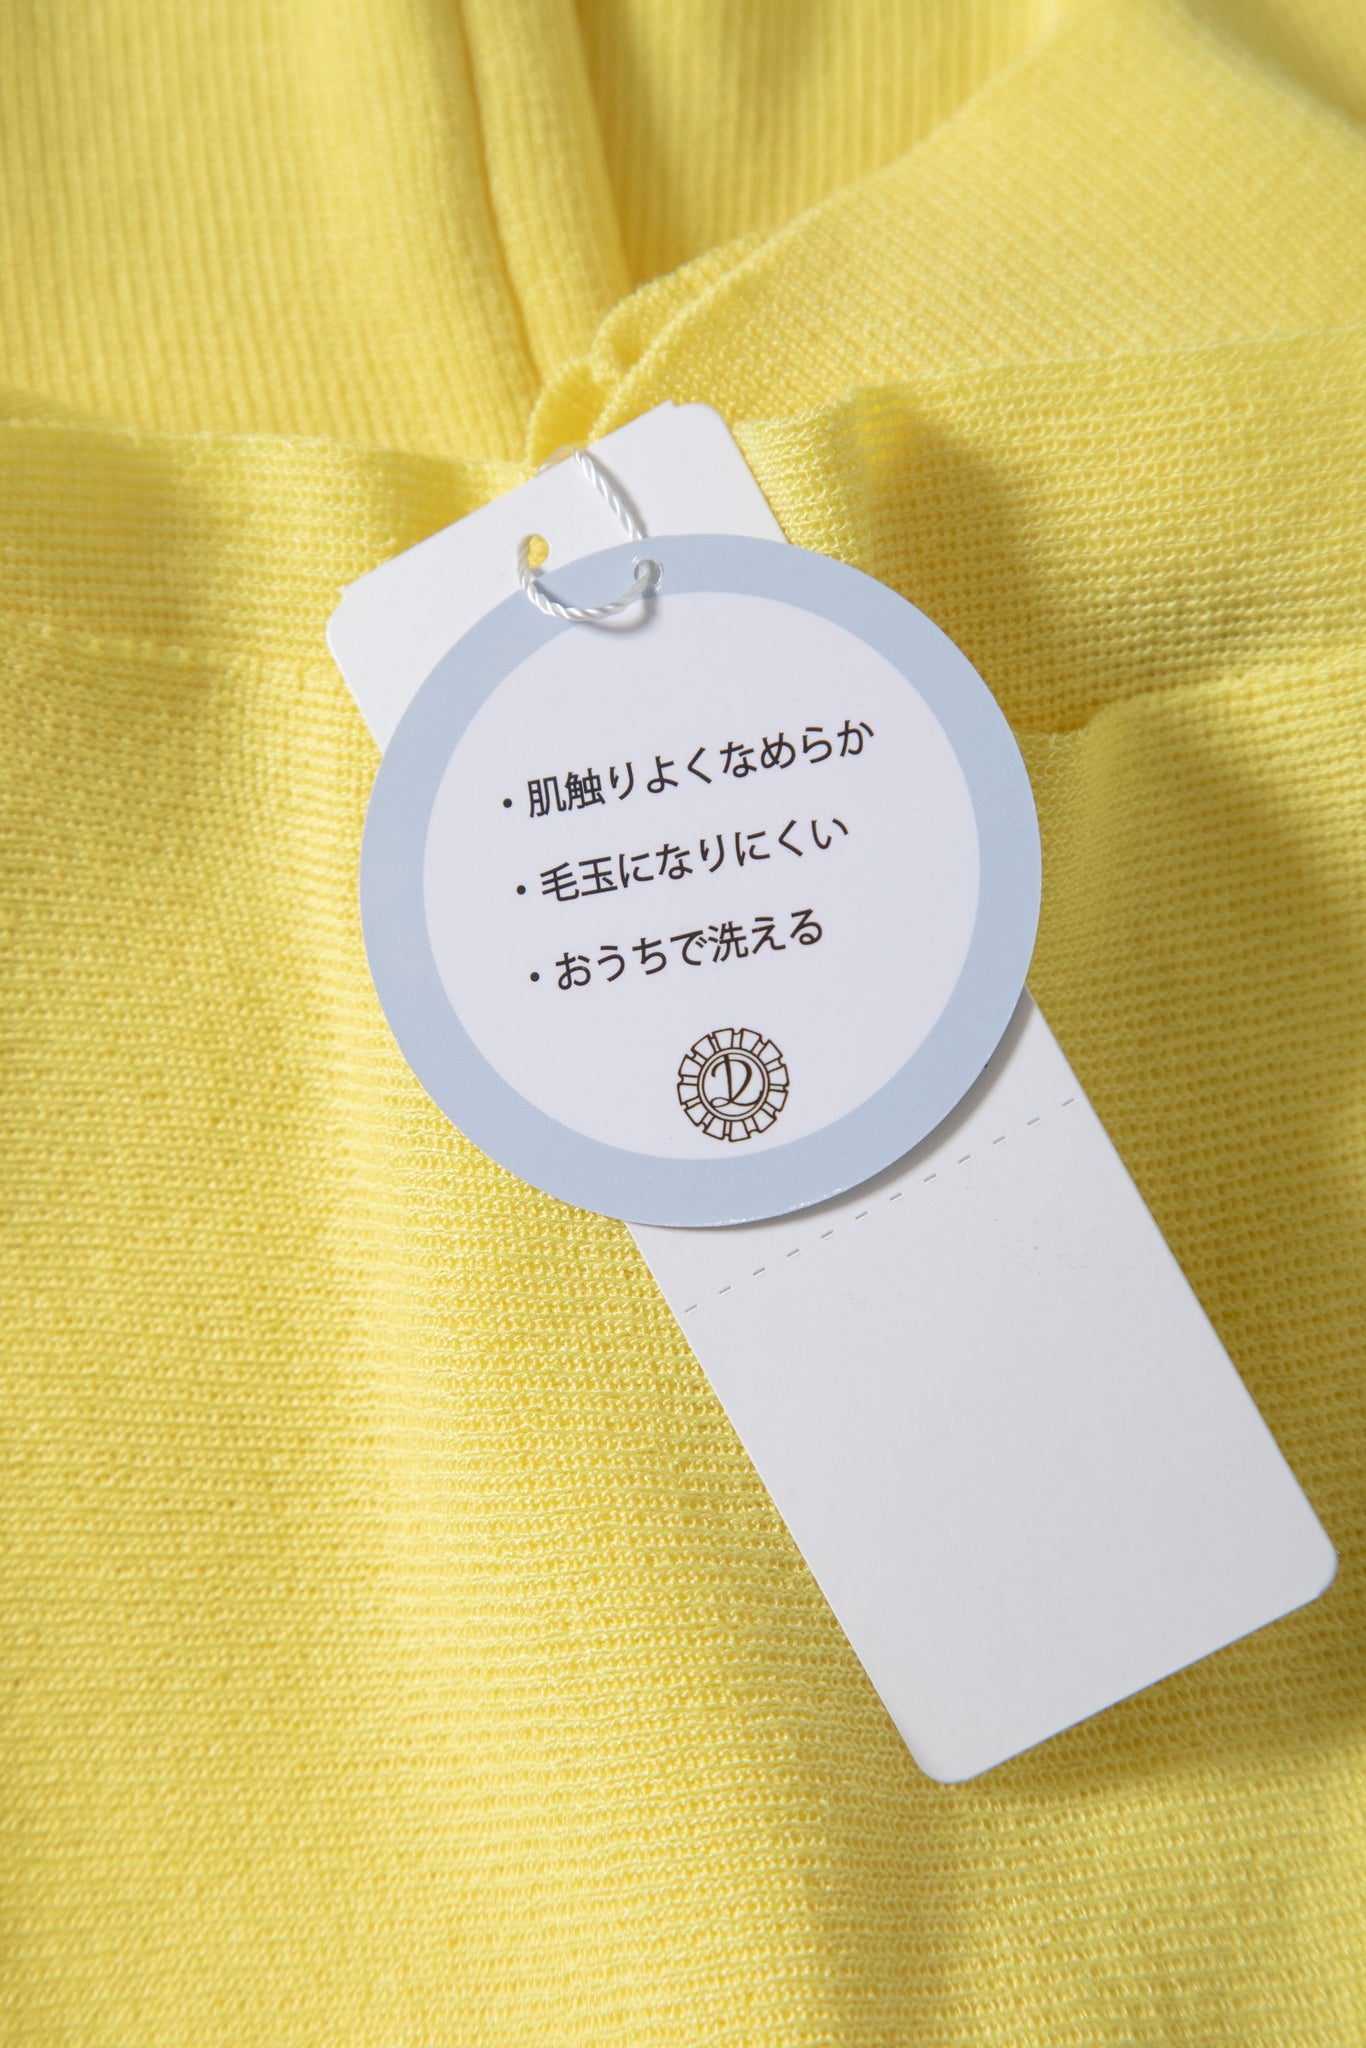 ・肌触りよくなめらか
・毛玉になりにくい
・おうちで洗える